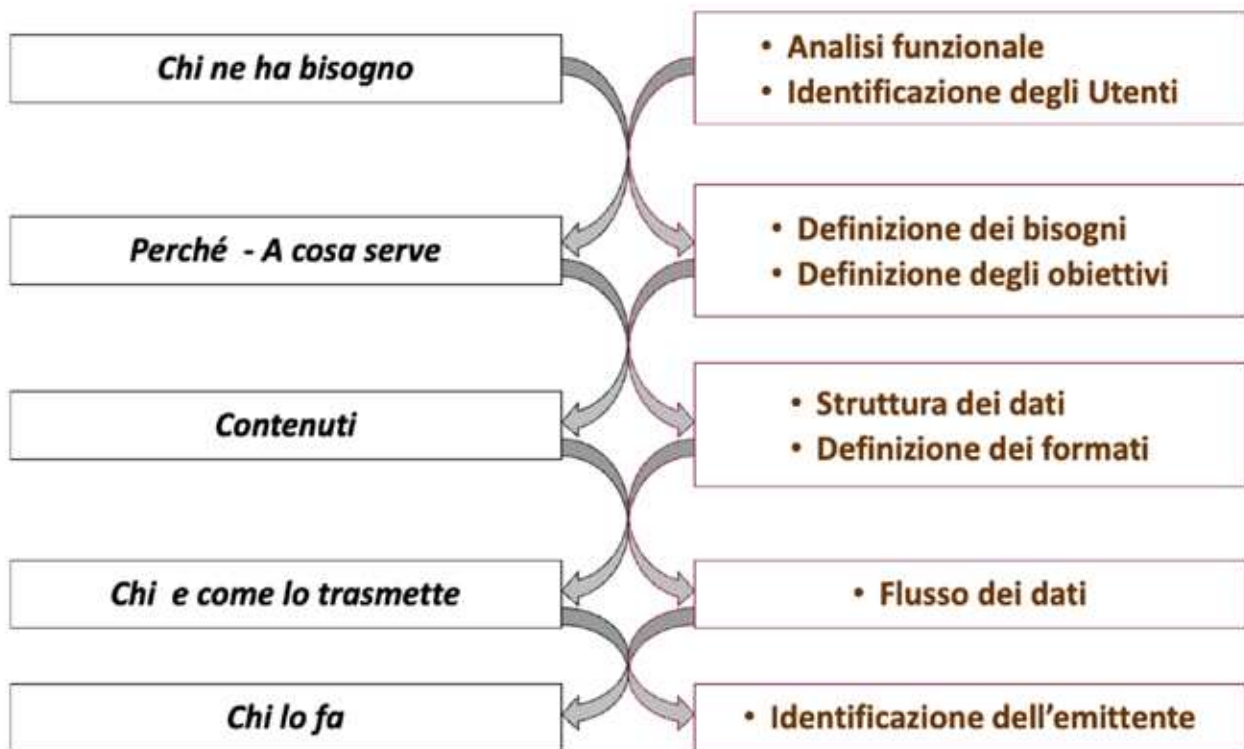 Chi ne ha bisogno
• Analisi funzionale
• Identificazione degli Utenti
Perché - A cosa serve
• Definizione dei bisogni
• Definizione degli obiettivi
Contenuti
• Struttura dei dati
• Definizione dei formati
Chi e come lo trasmette
• Flusso dei dati
Chi lo fa
• Identificazione dell'emittente